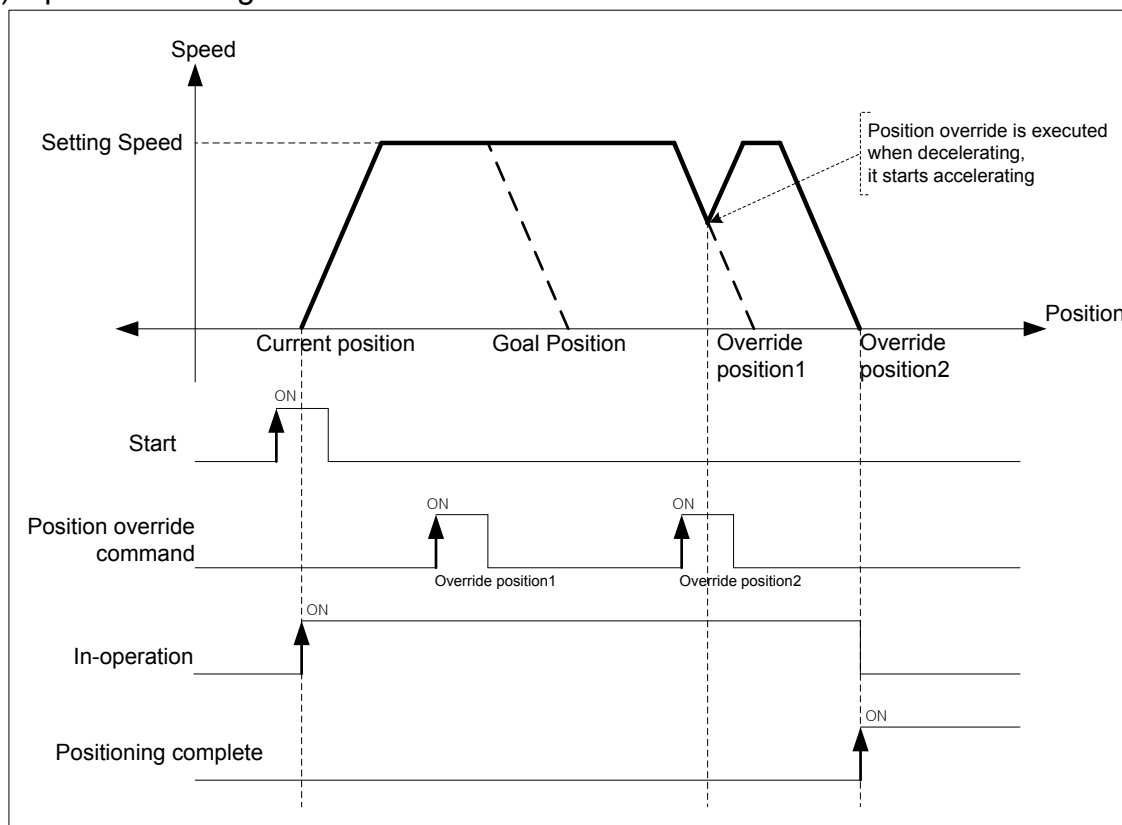 Speed
Setting Speed
Position override is executed
when decelerating,
it starts accelerating
Position
Current position
Goal Position
Override
position1
Override
position2
ON
Start
ON
ON
Position override
command
Override position1
Override position2
ON
In-operation
ON
Positioning complete